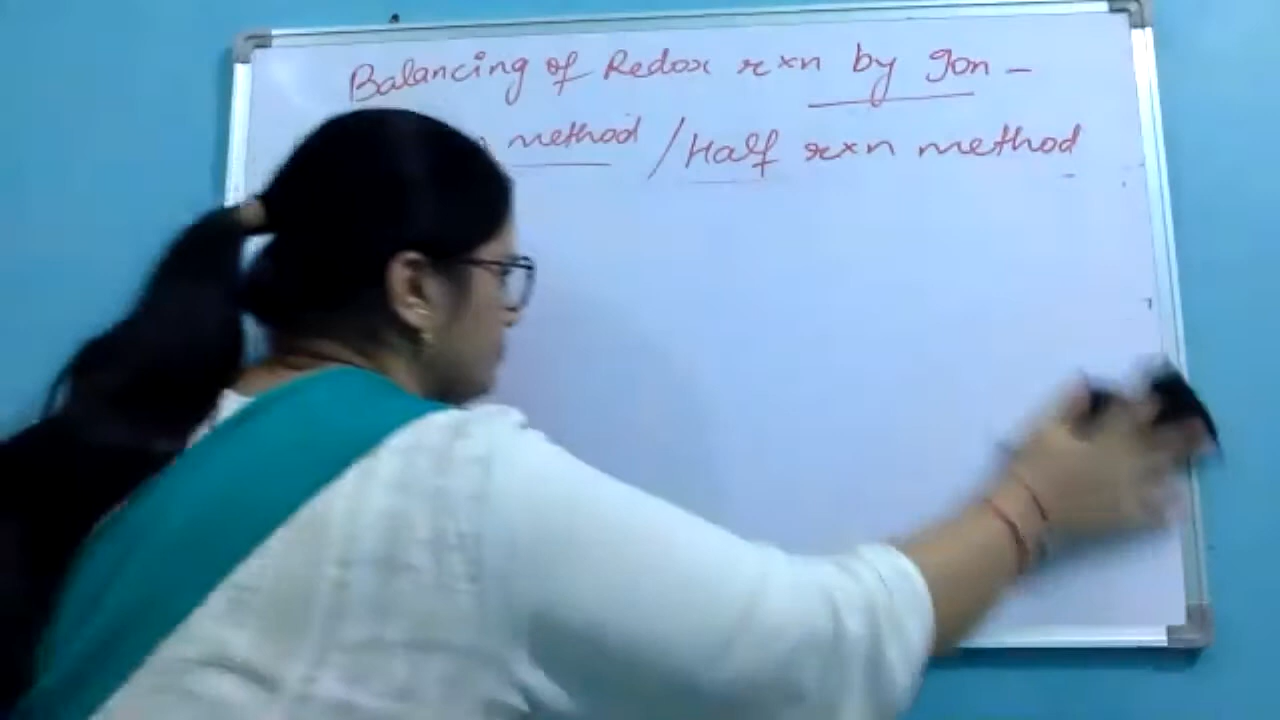 Balancing of Redox rxn by Ion -
method / Half rxn method